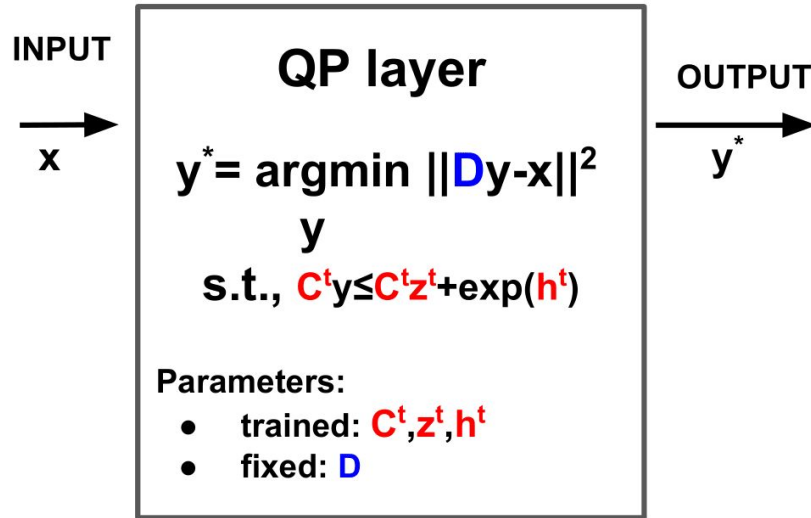 INPUT
x
QP layer
y*= argmin ||Dy-x||²
y
s.t., Cᵗy≤Cᵗzᵗ+exp(hᵗ)
Parameters:
● trained: Cᵗ,zᵗ,hᵗ
● fixed: D
OUTPUT
y*